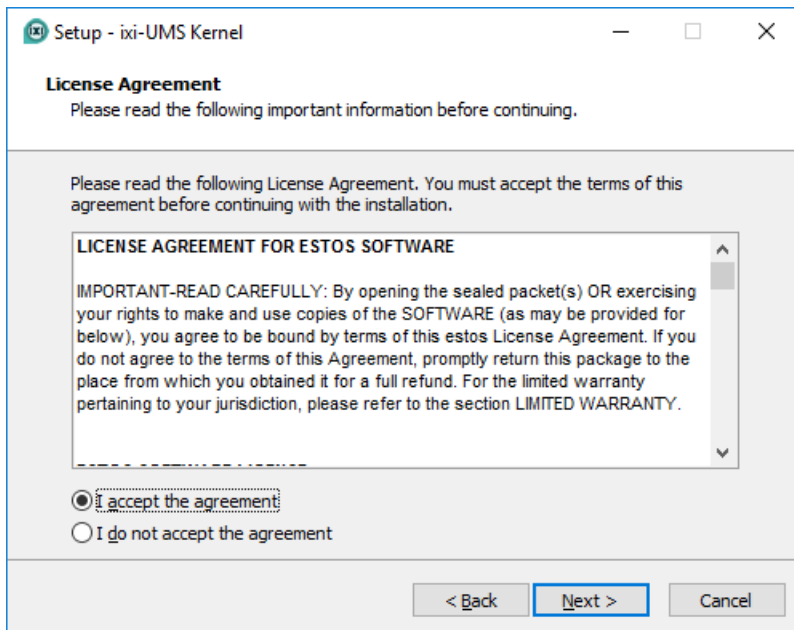 ixi
Setup - ixi-UMS Kernel
License Agreement
Please read the following important information before continuing.
Please read the following License Agreement. You must accept the terms of this
agreement before continuing with the installation.
LICENSE AGREEMENT FOR ESTOS SOFTWARE
IMPORTANT-READ CAREFULLY: By opening the sealed packet(s) OR exercising
your rights to make and use copies of the SOFTWARE (as may be provided for
below), you agree to be bound by terms of this estos License Agreement. If you
do not agree to the terms of this Agreement, promptly return this package to the
place from which you obtained it for a full refund. For the limited warranty
pertaining to your jurisdiction, please refer to the section LIMITED WARRANTY.
I accept the agreement
I do not accept the agreement
< Back
Next >
Cancel